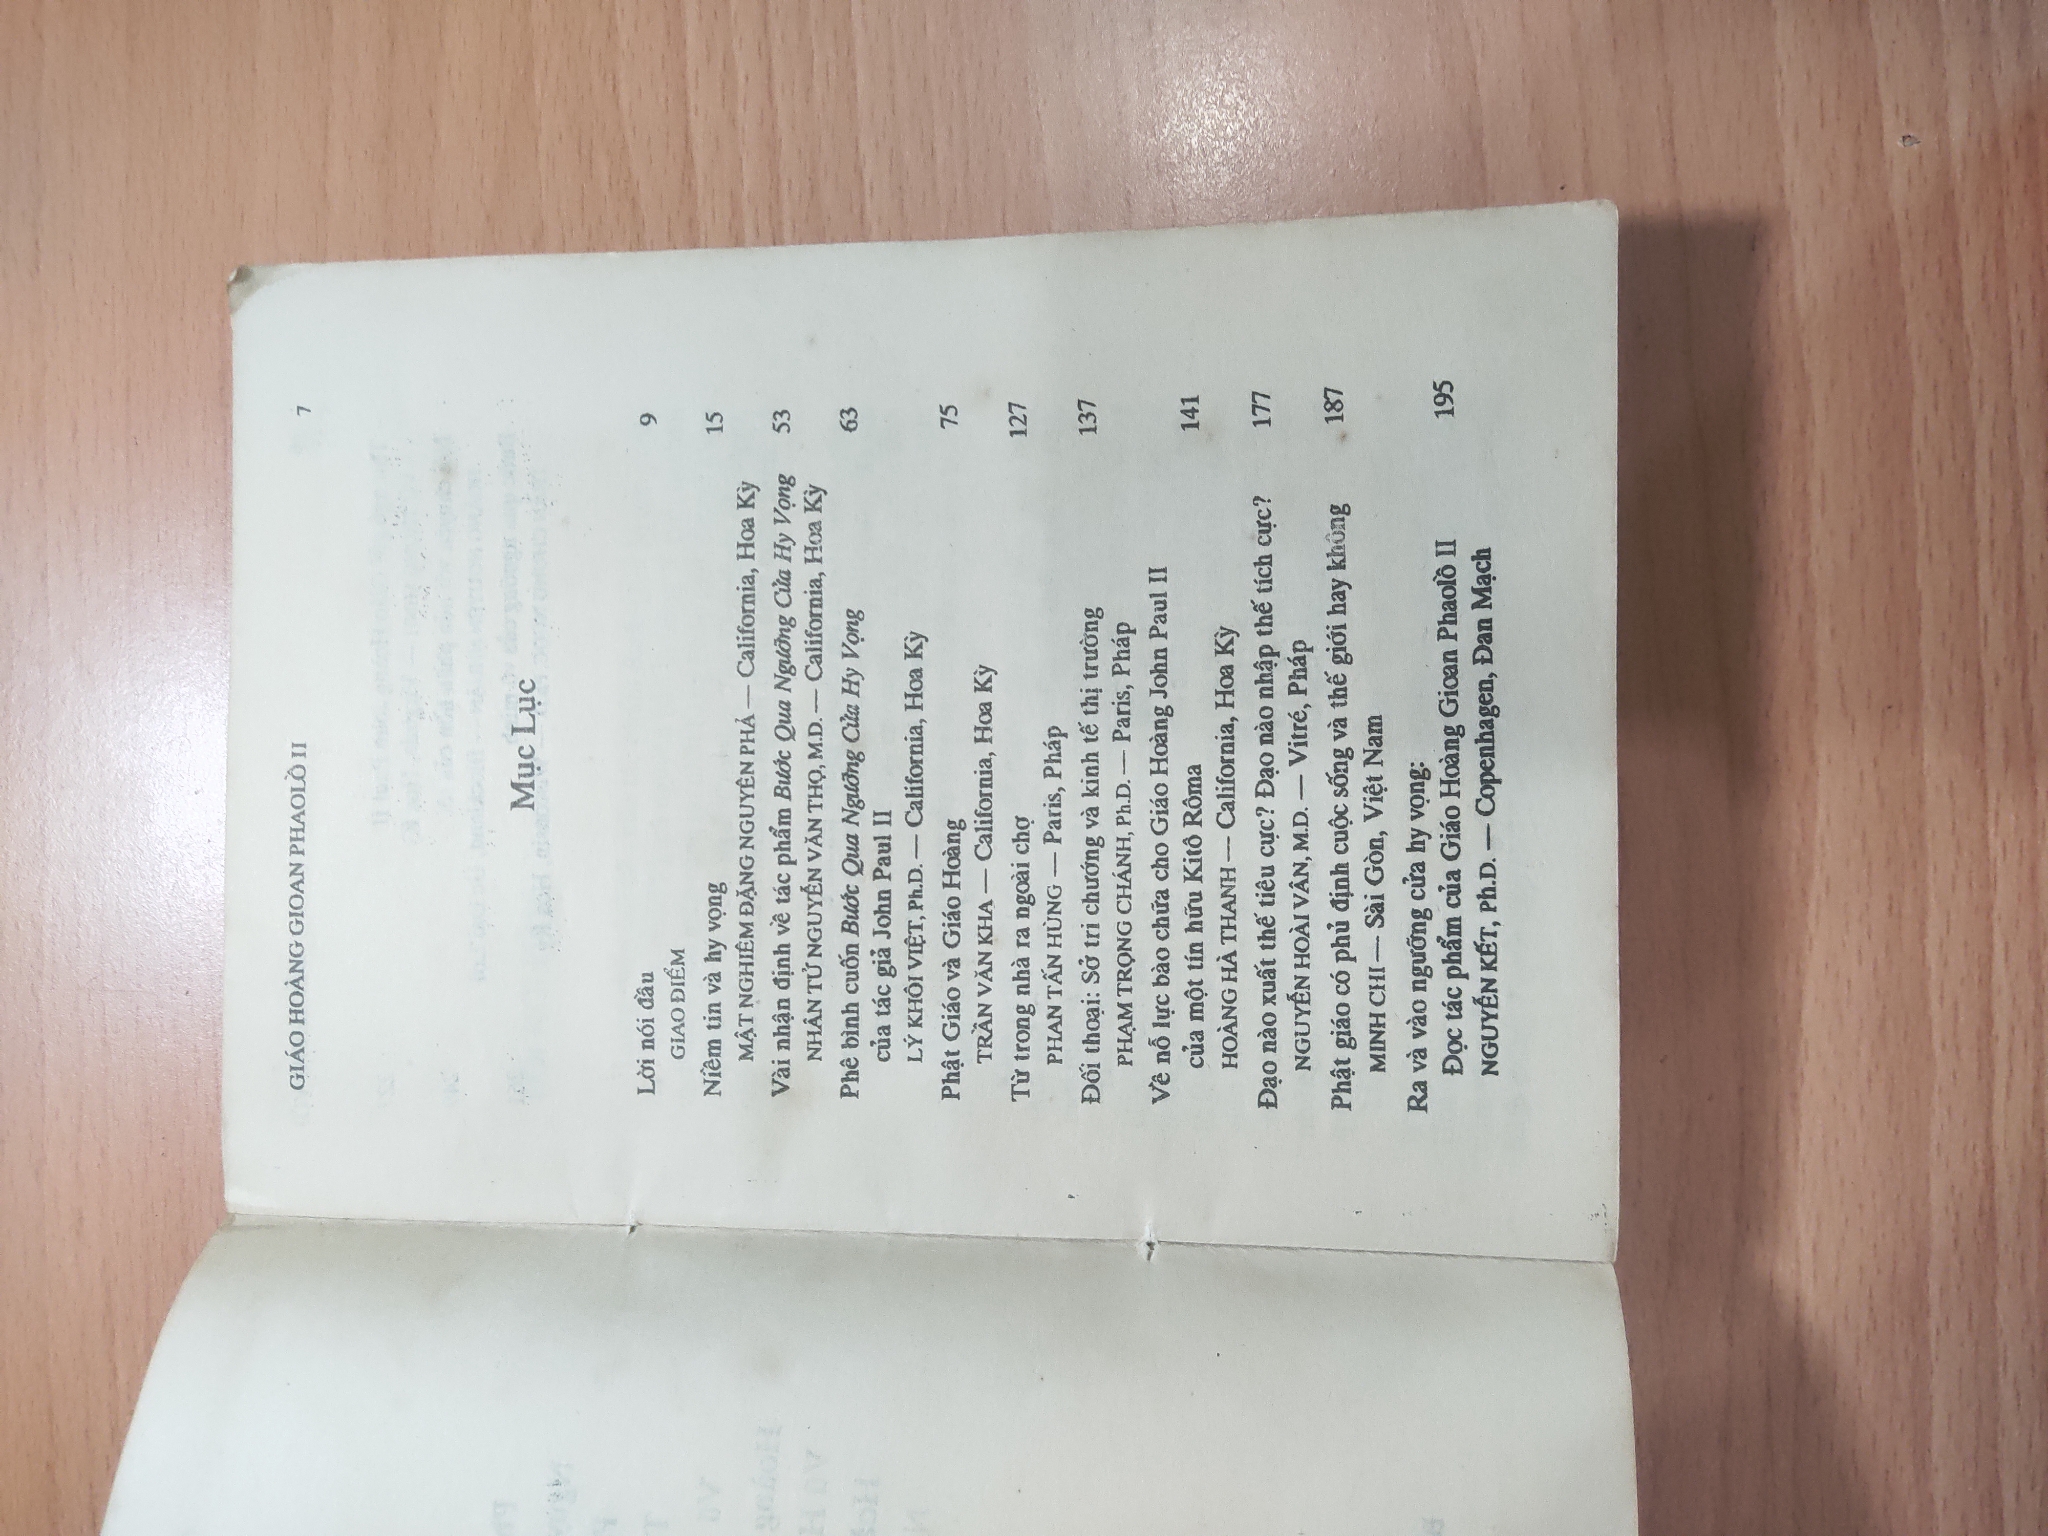 GIÁO HOÀNG GIOAN PHAOLÔ II 7
Mục Lục
Lời nói đầu 9
GIAO ĐIỂM
Niềm tin và hy vọng 15
MẬT NGHIÊM ĐẶNG NGUYÊN PHẢ — California, Hoa Kỳ
Vài nhận định về tác phẩm Bước Qua Ngưỡng Cửa Hy Vọng 53
NHÂN TỬ NGUYỄN VĂN THỌ, M.D. — California, Hoa Kỳ
Phê bình cuốn Bước Qua Ngưỡng Cửa Hy Vọng 63
của tác giả John Paul II
LÝ KHÔI VIỆT, Ph.D. — California, Hoa Kỳ
Phật Giáo và Giáo Hoàng 75
TRẦN VĂN KHA — California, Hoa Kỳ
Từ trong nhà ra ngoài chợ 127
PHAN TẤN HÙNG — Paris, Pháp
Đối thoại: Sở tri chướng và kinh tế thị trường 137
PHẠM TRỌNG CHÁNH, Ph.D. — Paris, Pháp
Về nỗ lực bào chữa cho Giáo Hoàng John Paul II
của một tín hữu Kitô Rôma 141
HOÀNG HÀ THANH — California, Hoa Kỳ
Đạo nào xuất thế tiêu cực? Đạo nào nhập thế tích cực? 177
NGUYỄN HOÀI VÂN, M.D. — Vitré, Pháp
Phật giáo có phủ định cuộc sống và thế giới hay không 187
MINH CHI — Sài Gòn, Việt Nam
Ra và vào ngưỡng cửa hy vọng:
Đọc tác phẩm của Giáo Hoàng Gioan Phaolồ II 195
NGUYỄN KẾT, Ph.D. — Copenhagen, Đan Mạch